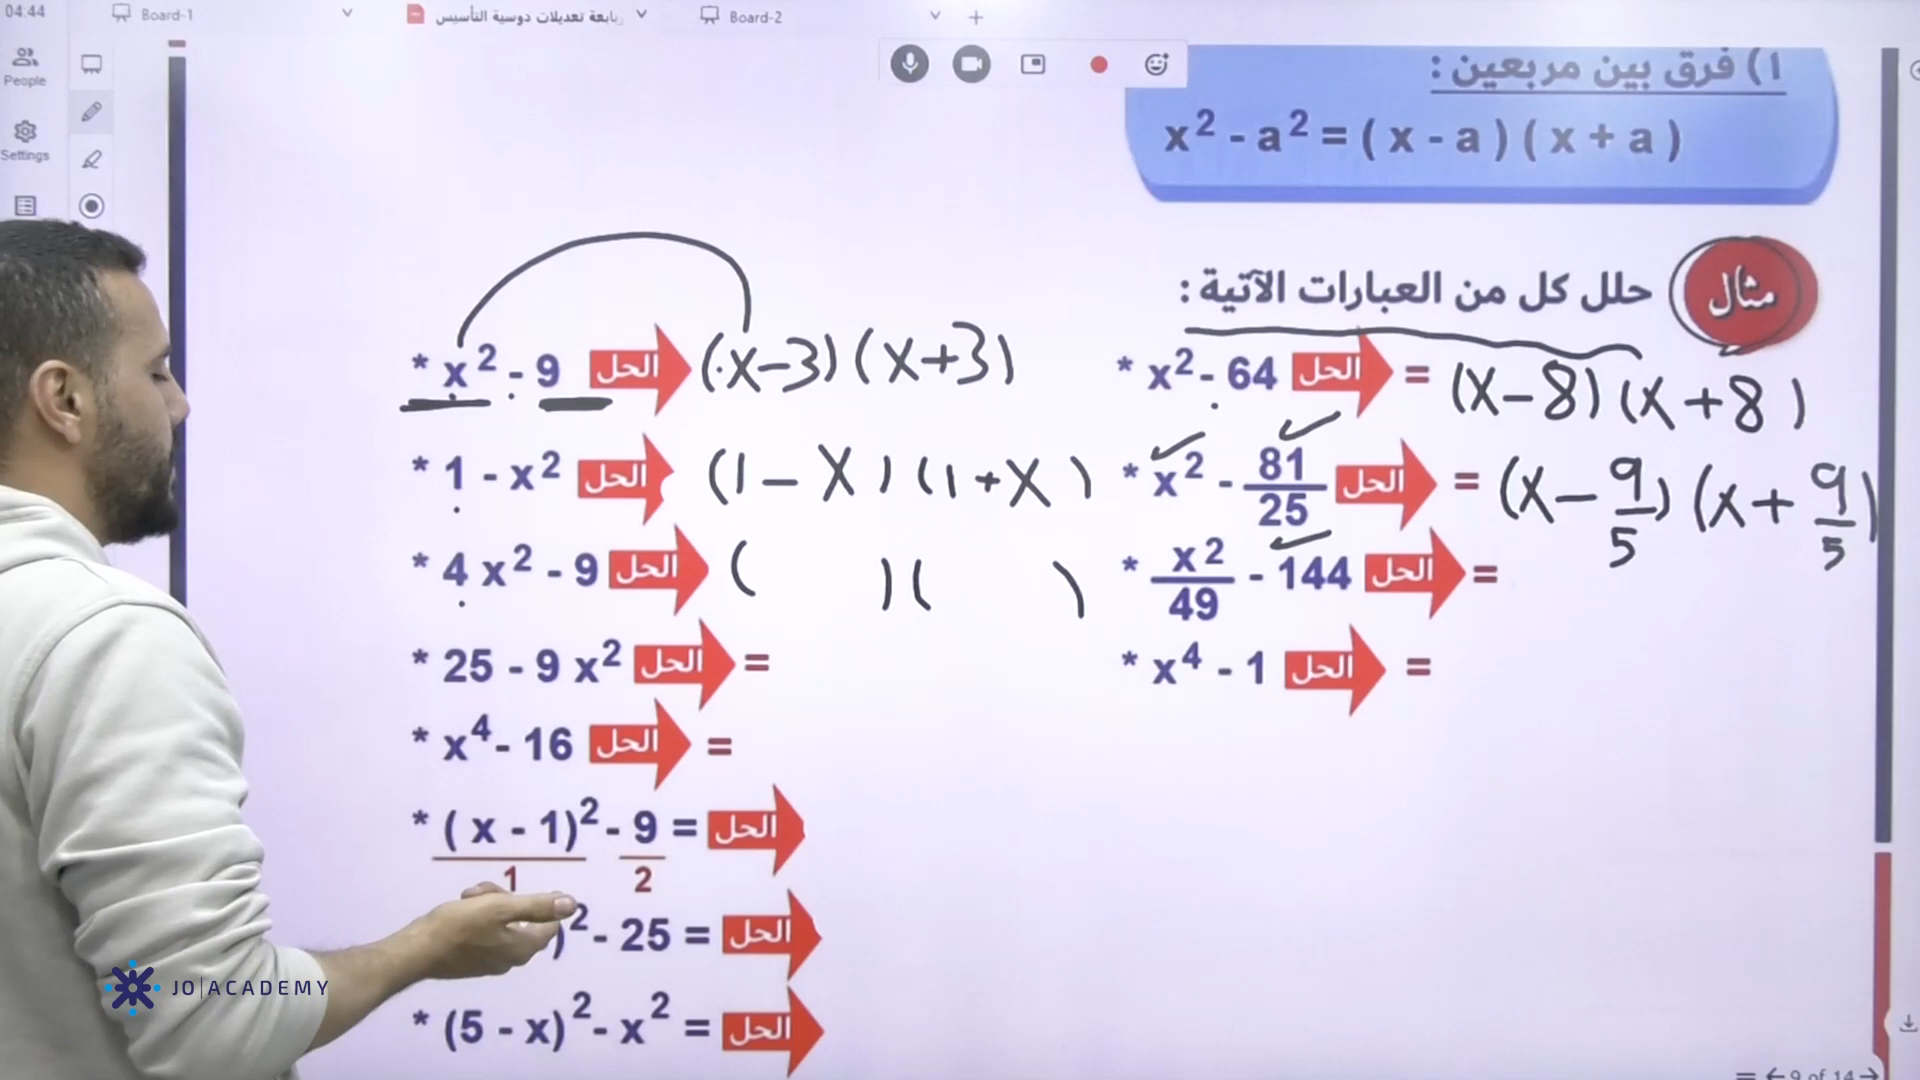 04:44
Board-1
رابعة تعديلات دوسية التأسيس
Board-2
People
Settings
١) فرق بين مربعين :
x² - a² = ( x - a ) ( x + a )
مثال
حلل كل من العبارات الآتية :
* x² - 64 الحل = (x-8)(x+8)
* x² - 81/25 الحل = (x - 9/5)(x + 9/5)
* x²/49 - 144 الحل =
* x⁴ - 1 الحل =
* x² - 9 الحل (x-3)(x+3)
* 1 - x² الحل (1-x)(1+x)
* 4 x² - 9 الحل ( )( )
* 25 - 9 x² الحل =
* x⁴ - 16 الحل =
* ( x - 1)² - 9 = الحل
1 2
)² - 25 = الحل
* (5 - x)² - x² = الحل
JO|ACADEMY
9 of 14